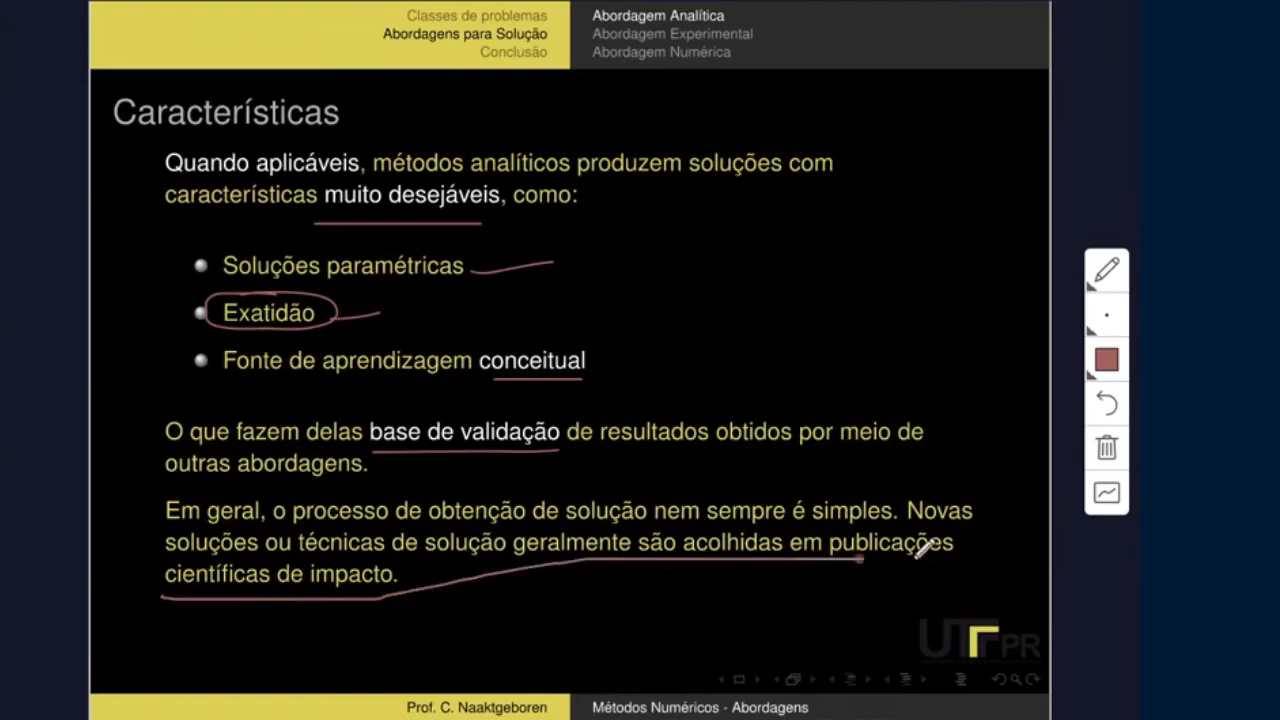 Classes de problemas
Abordagens para Solução
Conclusão
Abordagem Analítica
Abordagem Experimental
Abordagem Numérica
Características
Quando aplicáveis, métodos analíticos produzem soluções com
características muito desejáveis, como:
Soluções paramétricas
Exatidão
Fonte de aprendizagem conceitual
O que fazem delas base de validação de resultados obtidos por meio de
outras abordagens.
Em geral, o processo de obtenção de solução nem sempre é simples. Novas
soluções ou técnicas de solução geralmente são acolhidas em publicações
científicas de impacto.
UTFPR
Prof. C. Naaktgeboren
Métodos Numéricos - Abordagens